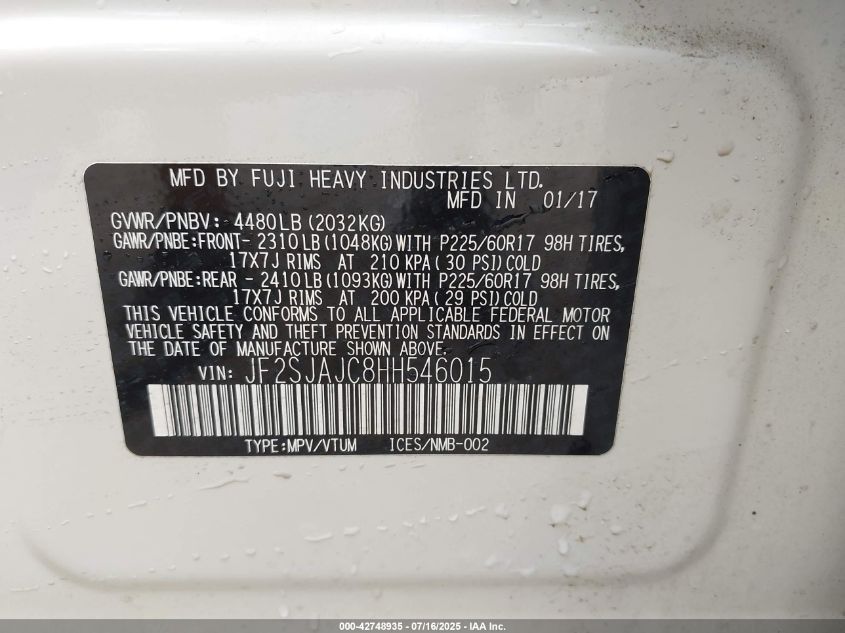 MFD BY FUJI HEAVY INDUSTRIES LTD.
MFD IN 01/17
GVWR/PNBV: 4480LB (2032KG)
GAWR/PNBE:FRONT- 2310LB (1048KG)WITH P225/60R17 98H TIRES,
17X7J RIMS AT 210 KPA( 30 PSI)COLD
GAWR/PNBE:REAR - 2410LB (1093KG)WITH P225/60R17 98H TIRES,
17X7J RIMS AT 200 KPA( 29 PSI)COLD
THIS VEHICLE CONFORMS TO ALL APPLICABLE FEDERAL MOTOR
VEHICLE SAFETY AND THEFT PREVENTION STANDARDS IN EFFECT ON
THE DATE OF MANUFACTURE SHOWN ABOVE.
VIN: JF2SJAJC8HH546015
TYPE:MPV/VTUM ICES/NMB-002
000-42748935 - 07/16/2025 - IAA Inc.